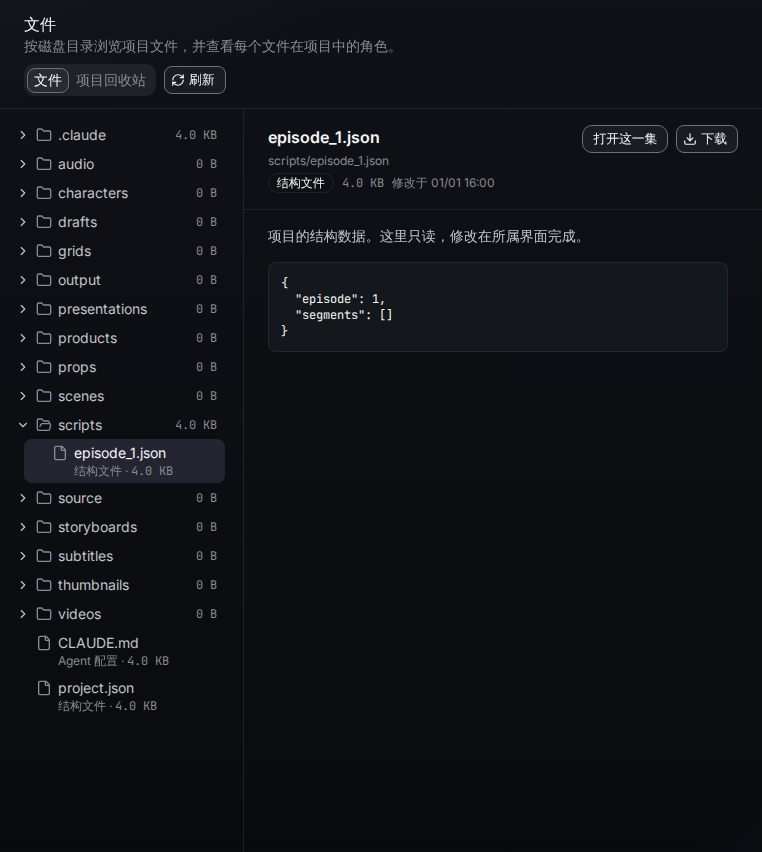 文件
按磁盘目录浏览项目文件，并查看每个文件在项目中的角色。
文件 项目回收站 刷新
.claude 4.0 KB
audio 0 B
characters 0 B
drafts 0 B
grids 0 B
output 0 B
presentations 0 B
products 0 B
props 0 B
scenes 0 B
scripts 4.0 KB
episode_1.json
结构文件 · 4.0 KB
source 0 B
storyboards 0 B
subtitles 0 B
thumbnails 0 B
videos 0 B
CLAUDE.md
Agent 配置 · 4.0 KB
project.json
结构文件 · 4.0 KB
episode_1.json 打开这一集 下载
scripts/episode_1.json
结构文件 4.0 KB 修改于 01/01 16:00
项目的结构数据。这里只读，修改在所属界面完成。
{
  "episode": 1,
  "segments": []
}